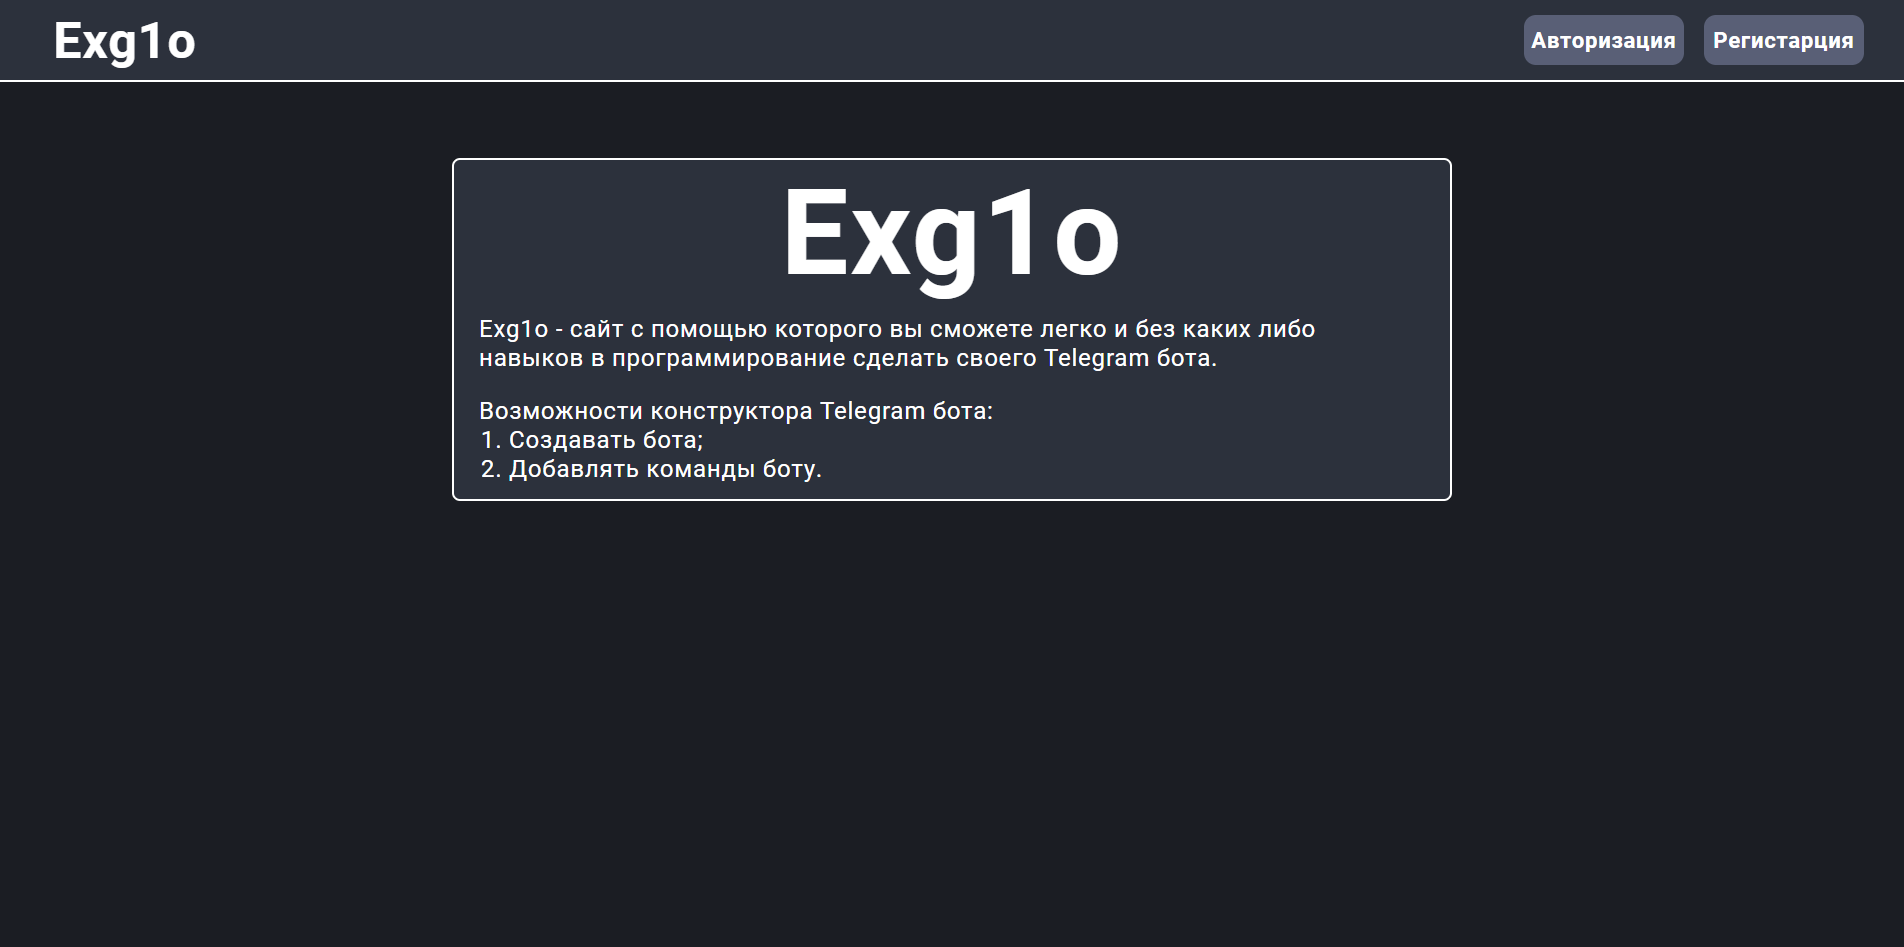 Exg1o
Авторизация
Регистарция
Exg1o
Exg1o - сайт с помощью которого вы сможете легко и без каких либо
навыков в программирование сделать своего Telegram бота.
Возможности конструктора Telegram бота:
1. Создавать бота;
2. Добавлять команды боту.